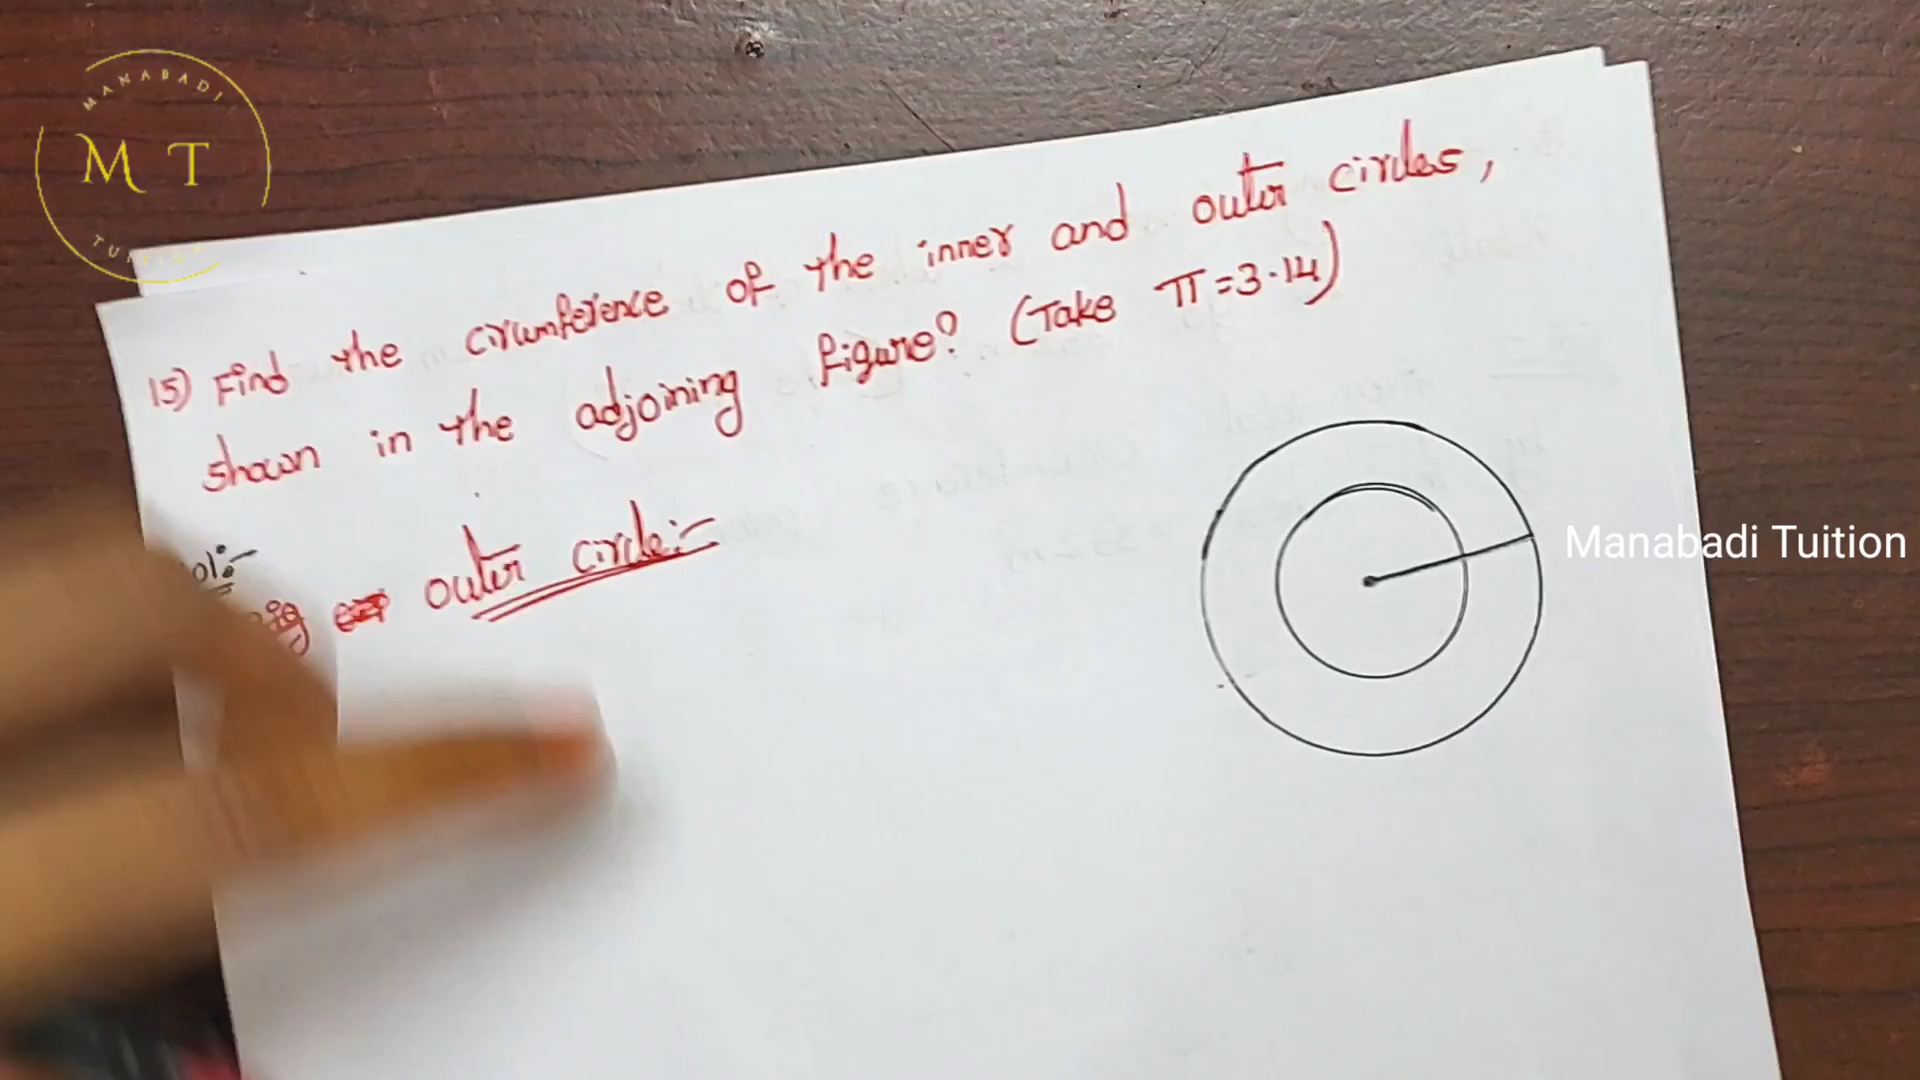 MANABADI
M T
15) Find the circumference of the inner and outer circles,
shown in the adjoining figure? (Take π=3.14)
outer circle:-
Manabadi Tuition